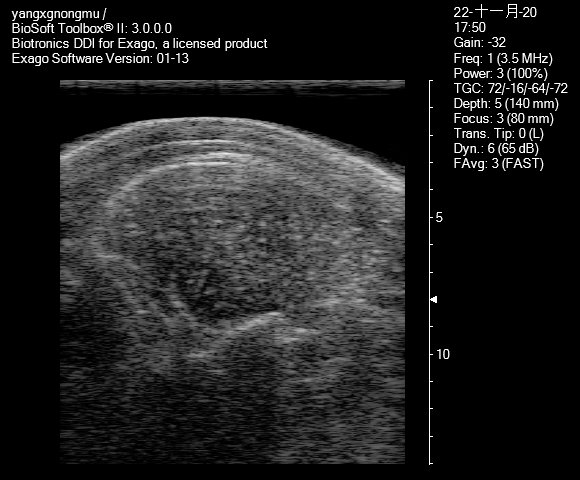 yangxgnongmu /
BioSoft Toolbox® II: 3.0.0.0
Biotronics DDI for Exago, a licensed product
Exago Software Version: 01-13
22-十一月-20
17:50
Gain: -32
Freq: 1 (3.5 MHz)
Power: 3 (100%)
TGC: 72/-16/-64/-72
Depth: 5 (140 mm)
Focus: 3 (80 mm)
Trans. Tip: 0 (L)
Dyn.: 6 (65 dB)
FAvg: 3 (FAST)
5
10